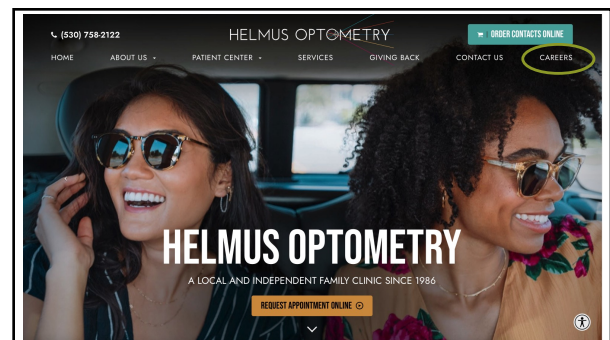 (530) 758-2122
HELMUS OPTOMETRY
ORDER CONTACTS ONLINE
HOME ABOUT US PATIENT CENTER SERVICES GIVING BACK CONTACT US CAREERS
HELMUS OPTOMETRY
A LOCAL AND INDEPENDENT FAMILY CLINIC SINCE 1986
REQUEST APPOINTMENT ONLINE